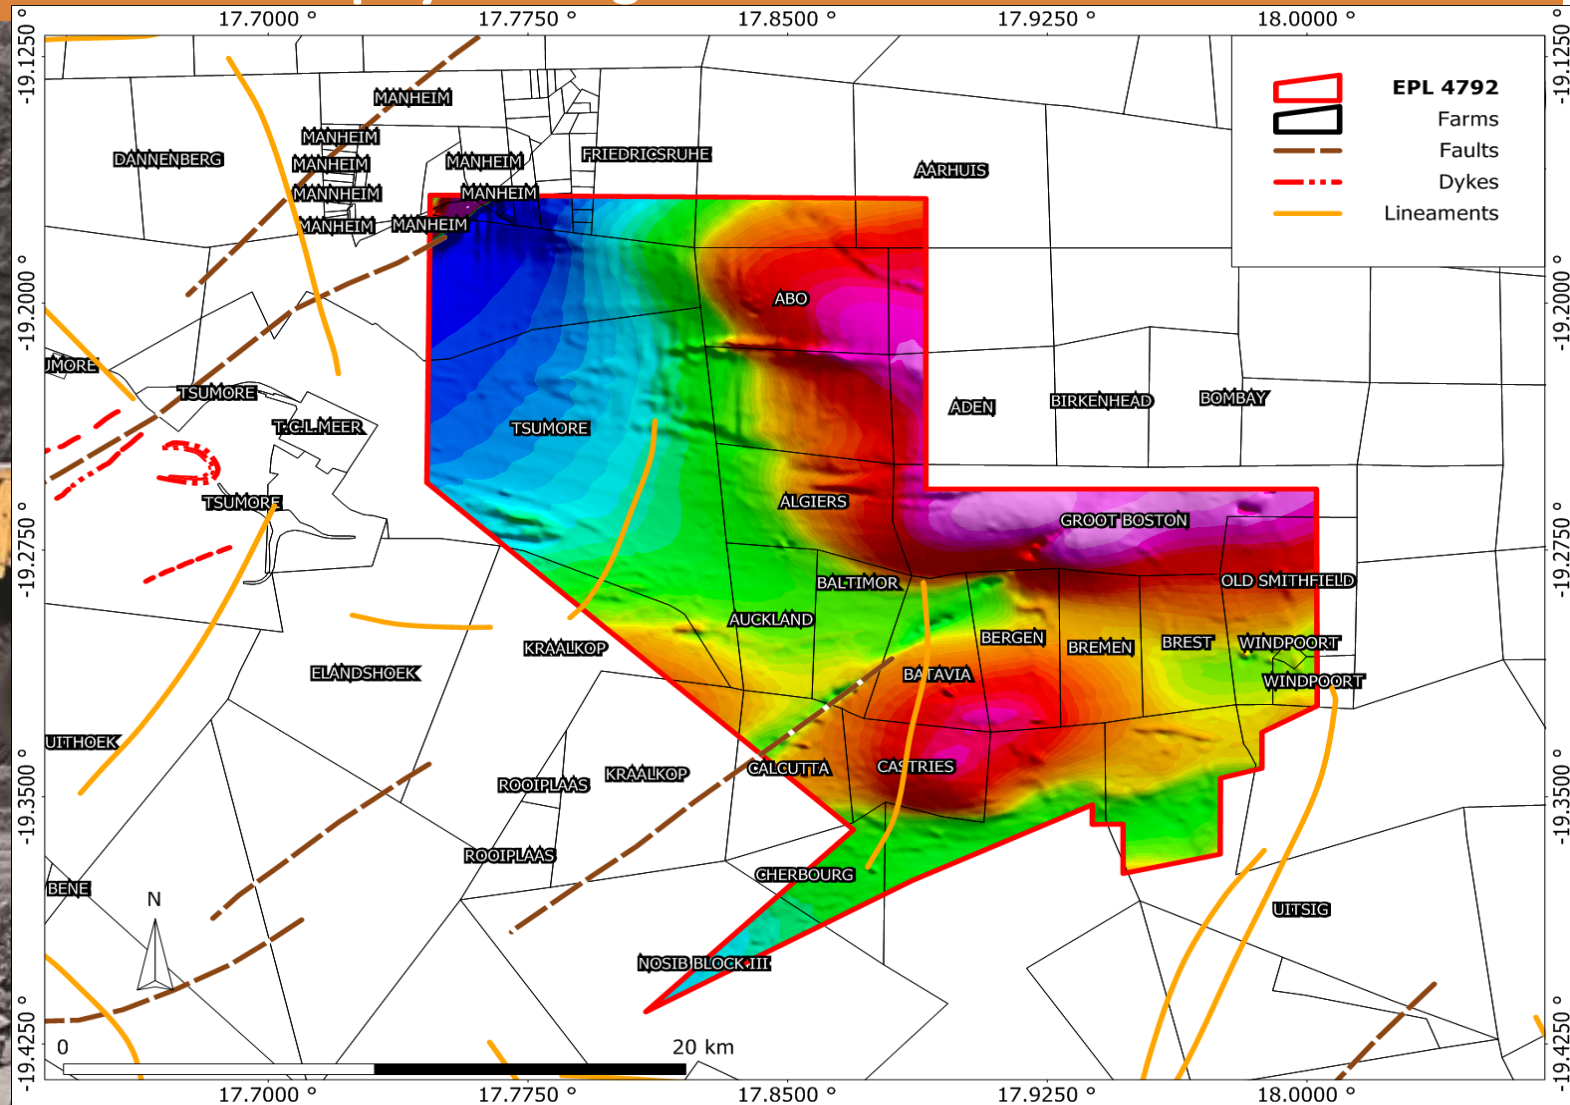 17.7000 °
17.7750 °
17.8500 °
17.9250 °
18.0000 °
-19.1250 °
-19.1250 °
EPL 4792
Farms
Faults
Dykes
Lineaments
MANHEIM
MANHEIM
DANNENBERG
MANHEIM
MANHEIM
FRIEDRICSRUHE
AARHUIS
MANNHEIM
MANHEIM
MANHEIM
MANHEIM
-19.2000 °
ABO
-19.2000 °
TSUMORE
ADEN
BIRKENHEAD
BOMBAY
T.C.L.MEER
TSUMORE
TSUMORE
ALGIERS
GROOT BOSTON
-19.2750 °
-19.2750 °
BALTIMOR
OLD SMITHFIELD
AUCKLAND
BERGEN
BREMEN
BREST
WINDPOORT
KRAALKOP
ELANDSHOEK
BATAVIA
WINDPOORT
UITHOEK
CALCUTTA
CASTRIES
KRAALKOP
ROOIPLAAS
-19.3500 °
-19.3500 °
ROOIPLAAS
CHERBOURG
BENE
N
UITSIG
NOSIB BLOCK III
-19.4250 °
-19.4250 °
0
20 km
17.7000 °
17.7750 °
17.8500 °
17.9250 °
18.0000 °